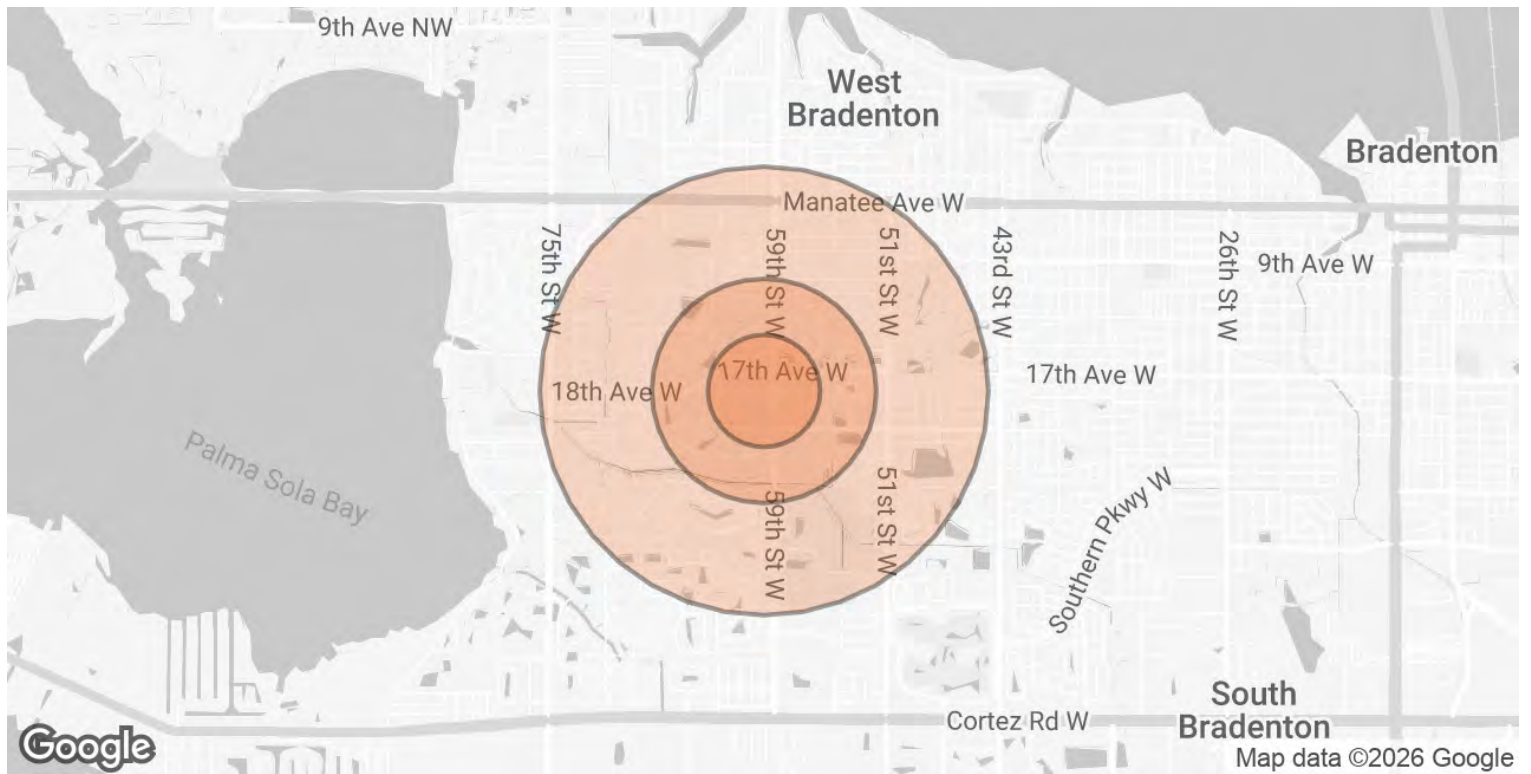 9th Ave NW
West
Bradenton
Bradenton
Manatee Ave W
75th St W
59th St W
51st St W
43rd St W
26th St W
9th Ave W
17th Ave W
18th Ave W
17th Ave W
Palma Sola Bay
59th St W
51st St W
Southern Pkwy W
South
Bradenton
Cortez Rd W
Google
Map data ©2026 Google